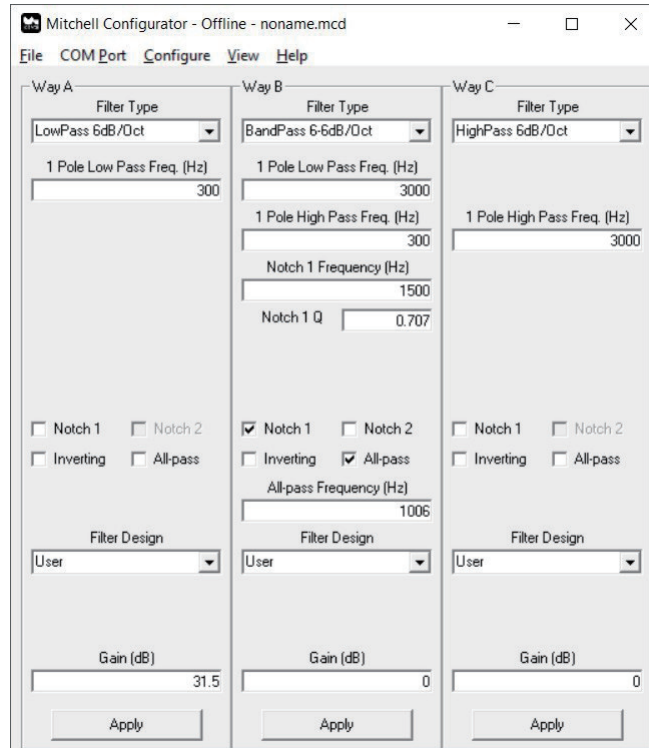 Mitchell Configurator - Offline - noname.mcd
File COM Port Configure View Help
Way A
Filter Type
LowPass 6dB/Oct
1 Pole Low Pass Freq. (Hz)
300
Notch 1 Notch 2
Inverting All-pass
Filter Design
User
Gain (dB)
31.5
Apply
Way B
Filter Type
BandPass 6-6dB/Oct
1 Pole Low Pass Freq. (Hz)
3000
1 Pole High Pass Freq. (Hz)
300
Notch 1 Frequency (Hz)
1500
Notch 1 Q 0.707
Notch 1 Notch 2
Inverting All-pass
All-pass Frequency (Hz)
1006
Filter Design
User
Gain (dB)
0
Apply
Way C
Filter Type
HighPass 6dB/Oct
1 Pole High Pass Freq. (Hz)
3000
Notch 1 Notch 2
Inverting All-pass
Filter Design
User
Gain (dB)
0
Apply